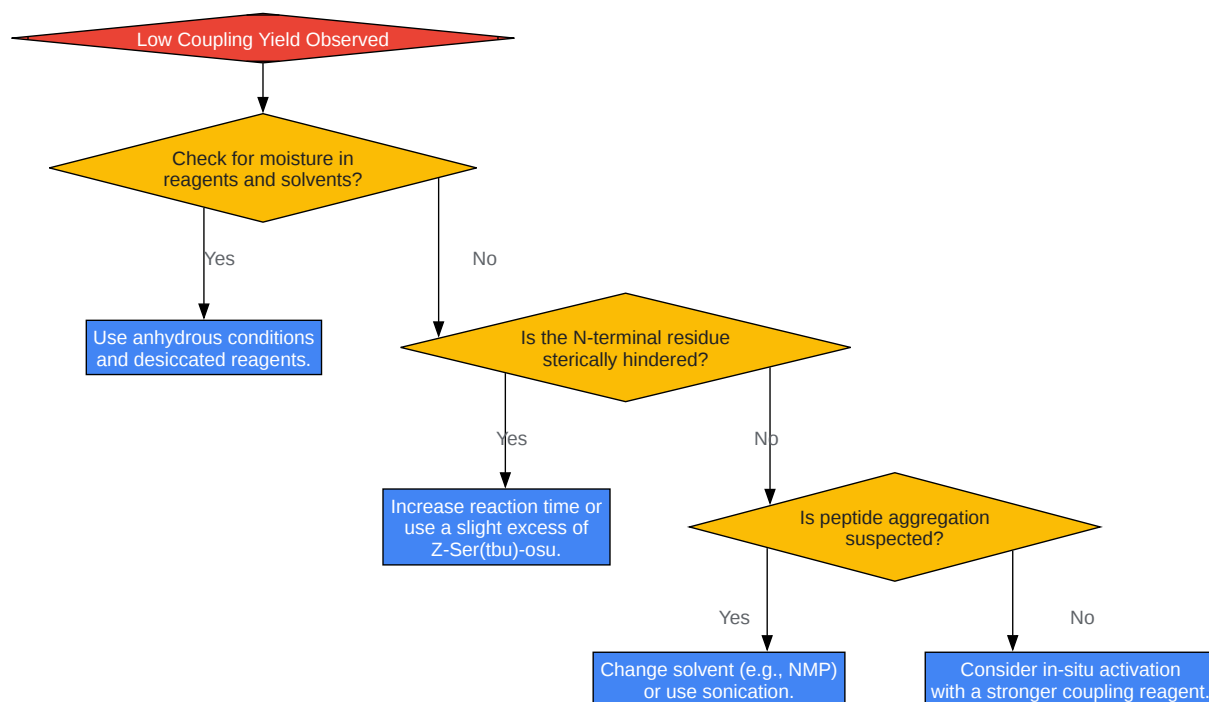 Low Coupling Yield Observed
Check for moisture in
reagents and solvents?
Yes
No
Use anhydrous conditions
and desiccated reagents.
Is the N-terminal residue
sterically hindered?
Yes
No
Increase reaction time or
use a slight excess of
Z-Ser(tbu)-osu.
Is peptide aggregation
suspected?
Yes
No
Change solvent (e.g., NMP)
or use sonication.
Consider in-situ activation
with a stronger coupling reagent.